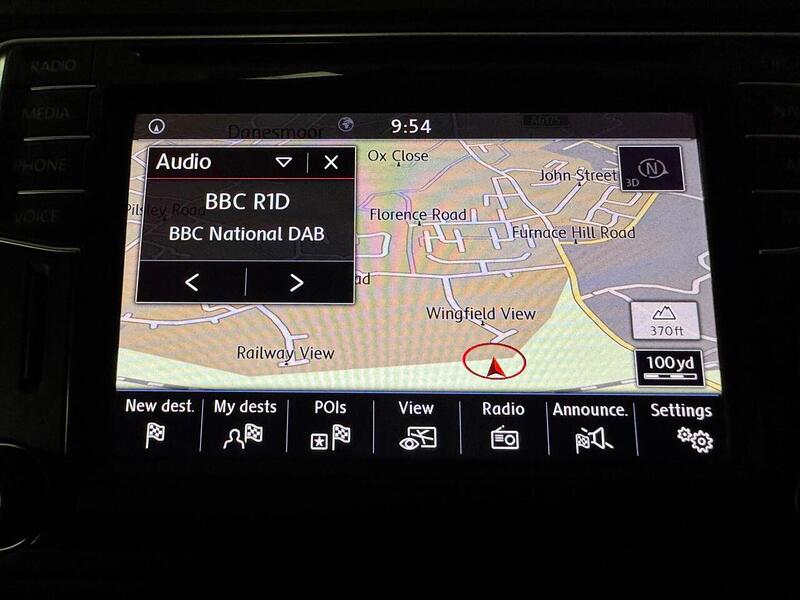 RADIO
MEDIA
PHONE
VOICE
9:54
A6175
Danesmoor
Audio
BBC R1D
BBC National DAB
Ox Close
John Street
N
3D
Pilsley Road
Florence Road
Furnace Hill Road
Wingfield View
370ft
Railway View
100yd
New dest.
My dests
POIs
View
Radio
Announce.
Settings